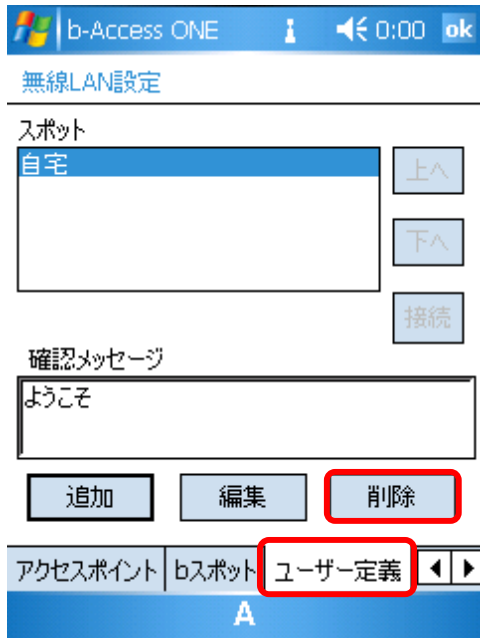 b-Access ONE 0:00 ok
無線LAN設定
スポット
自宅
上へ
下へ
接続
確認メッセージ
ようこそ
追加 編集 削除
アクセスポイント bスポット ユーザー定義
A